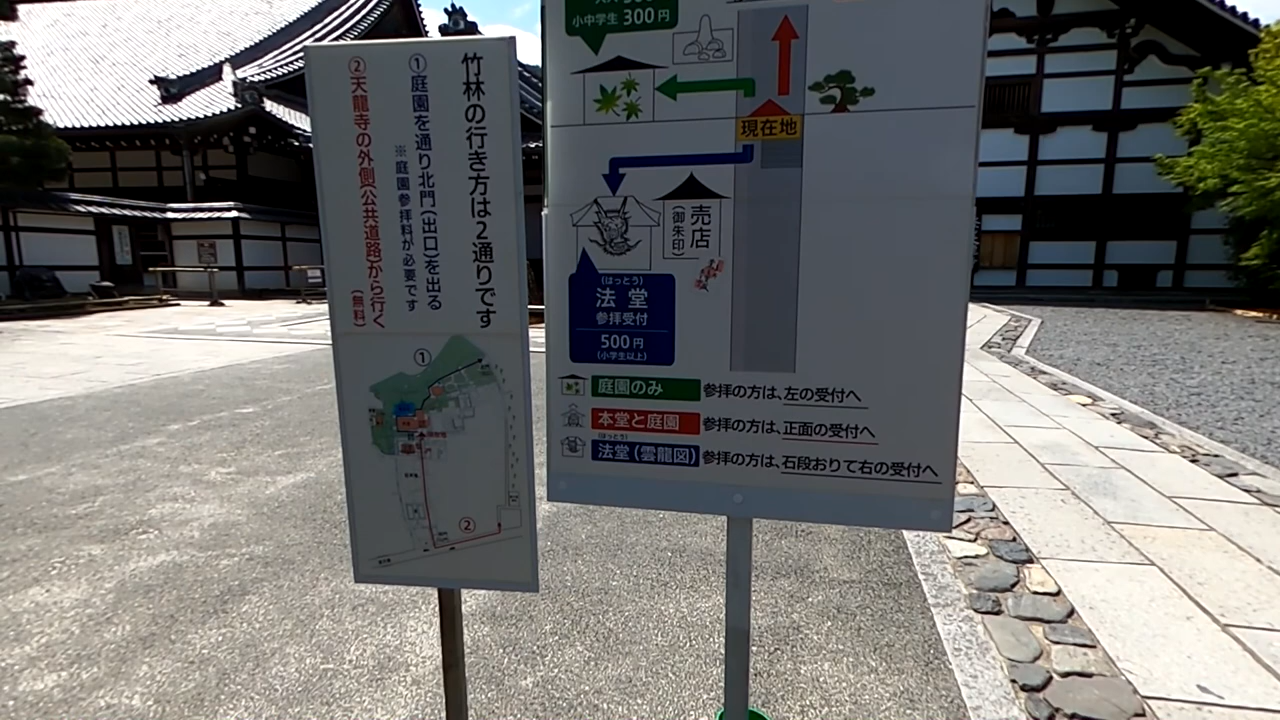 竹林の行き方は2通りです
①庭園を通り北門(出口)を出る
※庭園参拝料が必要です
②天龍寺の外側(公共道路)から行く
(無料)
①
②
小中学生 300円
現在地
売店
(御朱印)
(はっとう)
法堂
参拝受付
500円
(小学生以上)
庭園のみ 参拝の方は、左の受付へ
本堂と庭園 参拝の方は、正面の受付へ
(はっとう)
法堂(雲龍図) 参拝の方は、石段おりて右の受付へ